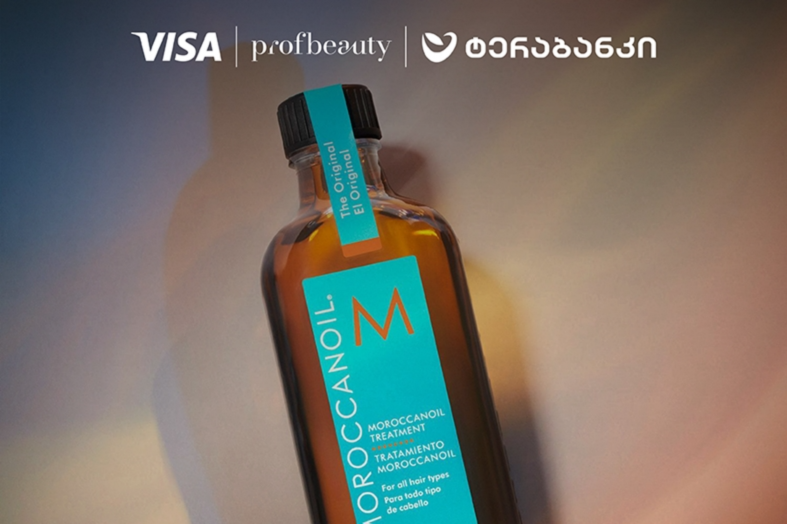 VISA | profbeauty | ტერაბანკი
The Original
El Original
MOROCCANOIL®
M
MOROCCANOIL
TREATMENT
TRATAMIENTO
MOROCCANOIL
For all hair types
Para todo tipo
de cabello